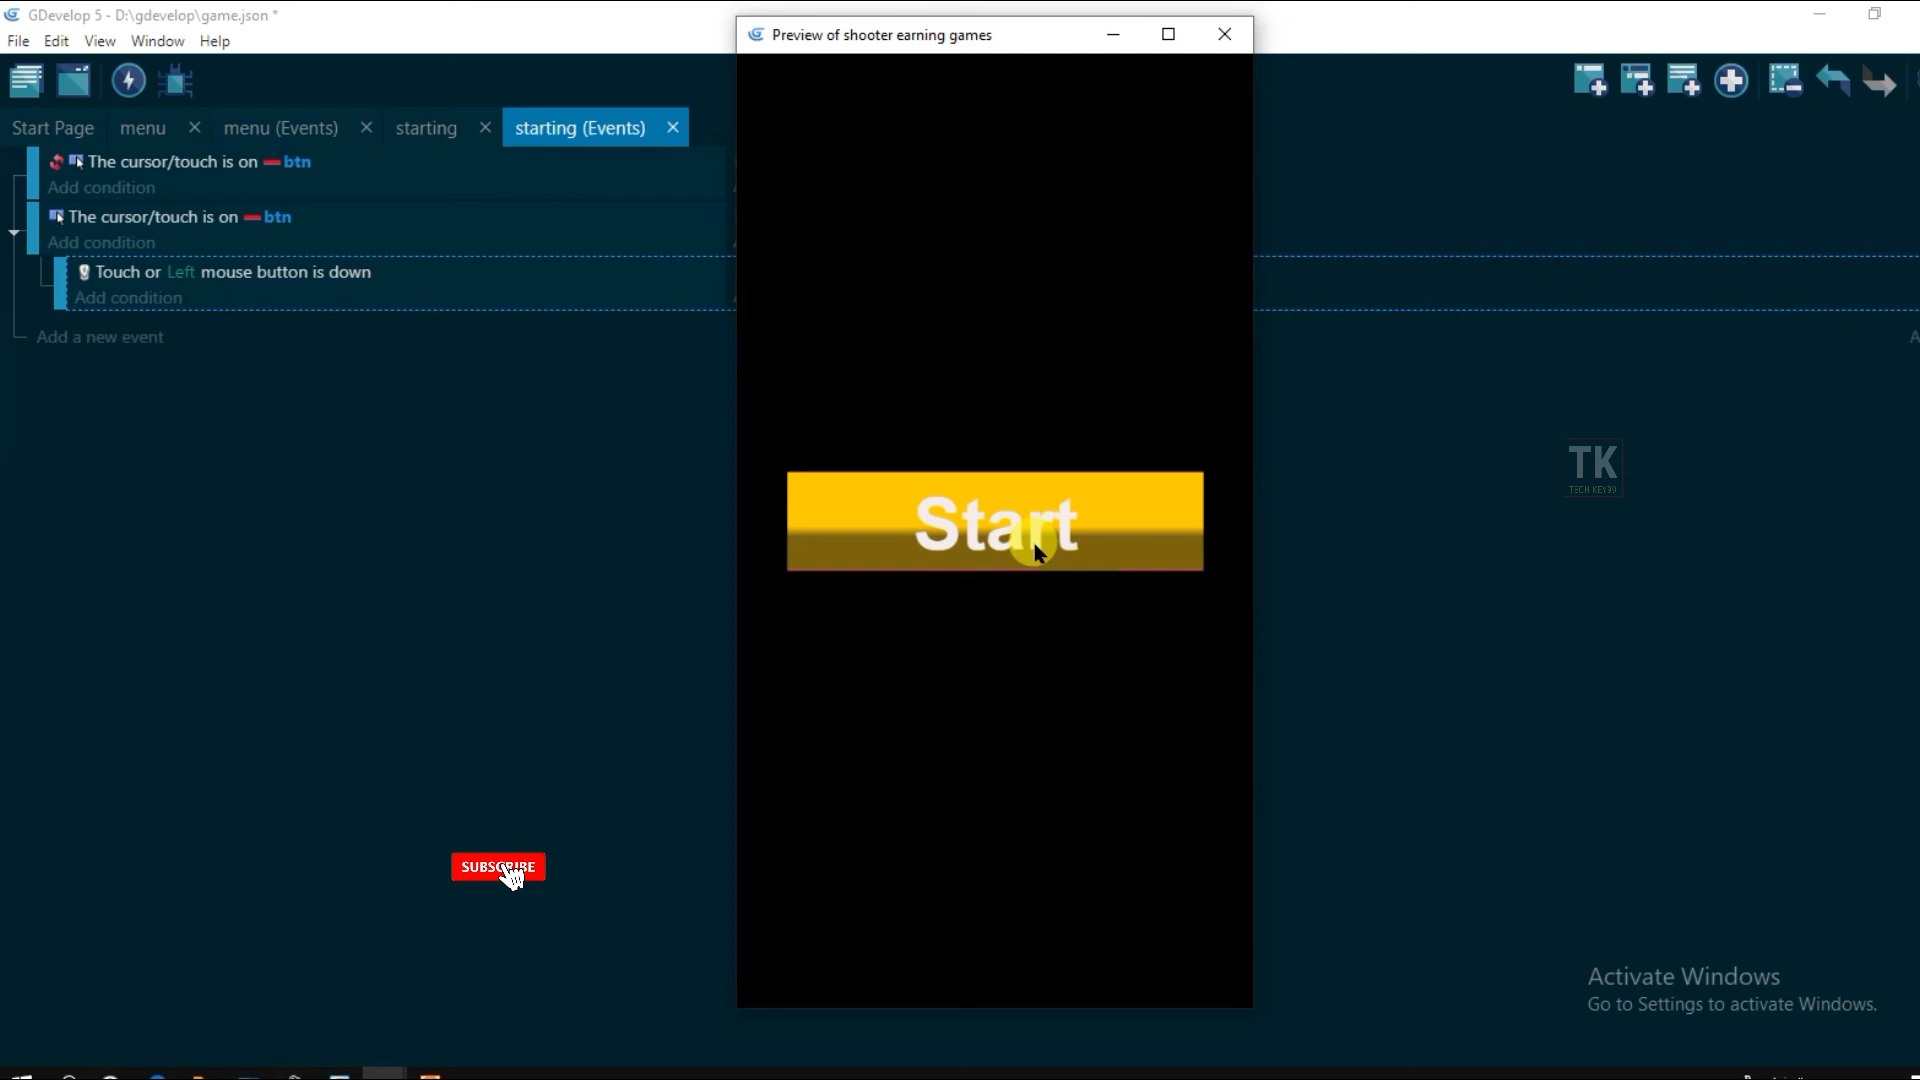 GDevelop 5 - D:\gdevelop\game.json *
File Edit View Window Help
Preview of shooter earning games
Start Page menu menu (Events) starting starting (Events)
The cursor/touch is on btn
Add condition
The cursor/touch is on btn
Add condition
Touch or Left mouse button is down
Add condition
Add a new event
Start
TK
TECH KEY99
SUBSCRIBE
Activate Windows
Go to Settings to activate Windows.